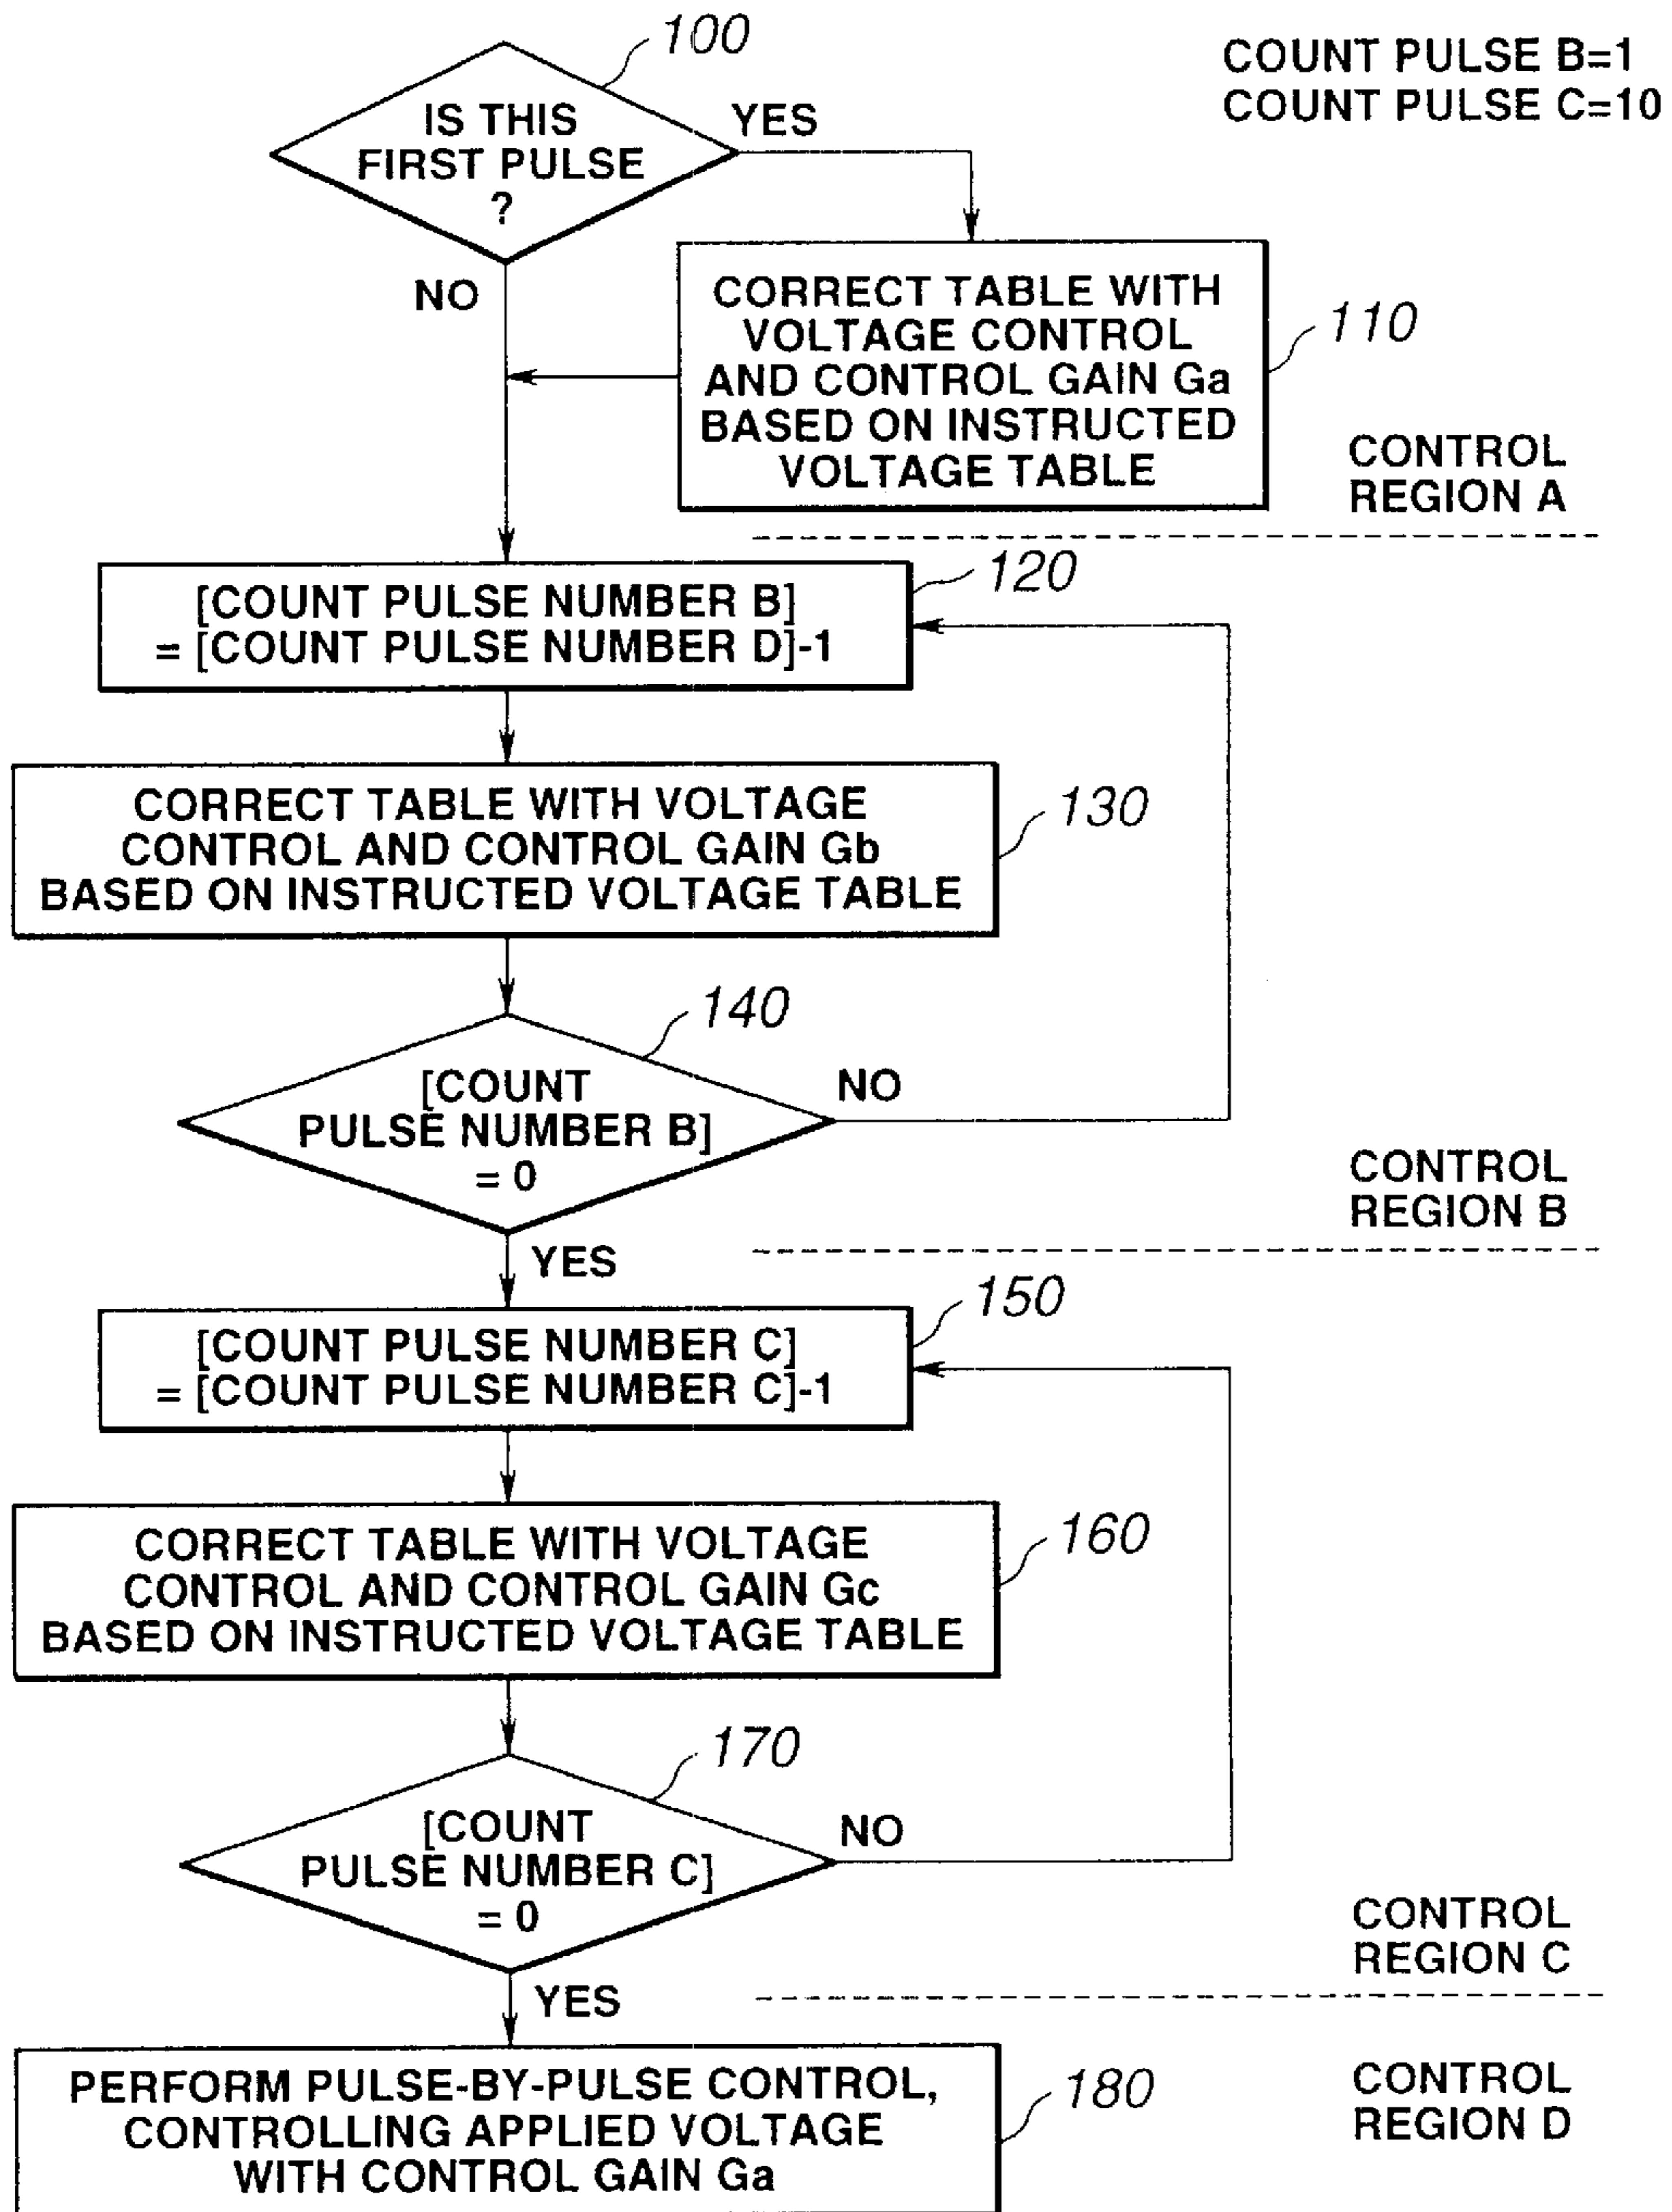 100
COUNT PULSE B=1
COUNT PULSE C=10
IS THIS
FIRST PULSE
?
YES
NO
CORRECT TABLE WITH
VOLTAGE CONTROL
AND CONTROL GAIN Ga
BASED ON INSTRUCTED
VOLTAGE TABLE
110
CONTROL
REGION A
[COUNT PULSE NUMBER B]
= [COUNT PULSE NUMBER D]-1
120
CORRECT TABLE WITH VOLTAGE
CONTROL AND CONTROL GAIN Gb
BASED ON INSTRUCTED VOLTAGE TABLE
130
140
[COUNT
PULSE NUMBER B]
= 0
NO
CONTROL
REGION B
YES
[COUNT PULSE NUMBER C]
= [COUNT PULSE NUMBER C]-1
150
CORRECT TABLE WITH VOLTAGE
CONTROL AND CONTROL GAIN Gc
BASED ON INSTRUCTED VOLTAGE TABLE
160
170
[COUNT
PULSE NUMBER C]
= 0
NO
CONTROL
REGION C
YES
PERFORM PULSE-BY-PULSE CONTROL,
CONTROLLING APPLIED VOLTAGE
WITH CONTROL GAIN Ga
180
CONTROL
REGION D